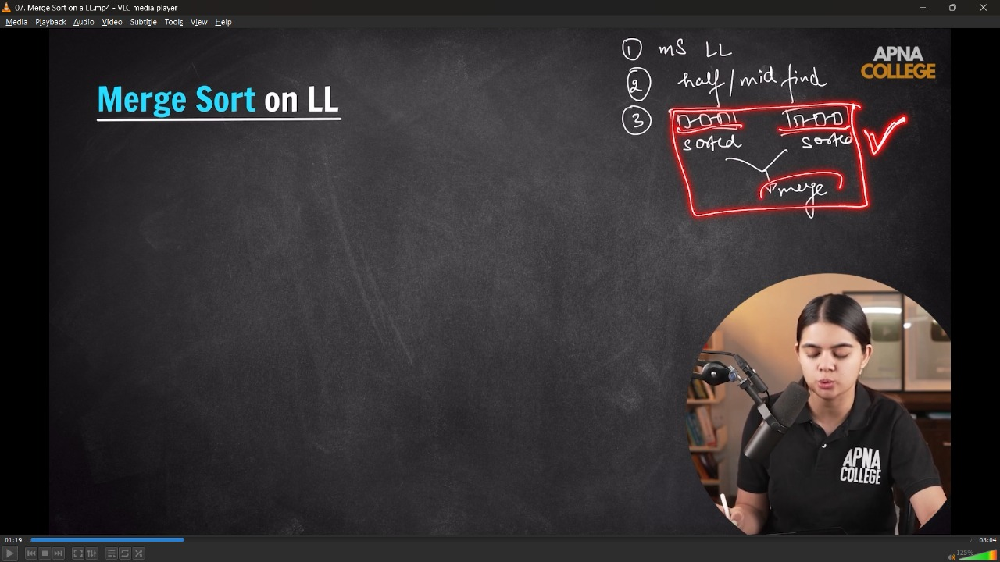 07. Merge Sort on a LL.mp4 - VLC media player
Media Playback Audio Video Subtitle Tools View Help
Merge Sort on LL
① mS LL
② half/mid find
③
sorted sorted
merge
APNA
COLLEGE
APNA
COLLEGE
01:19 08:04
125%